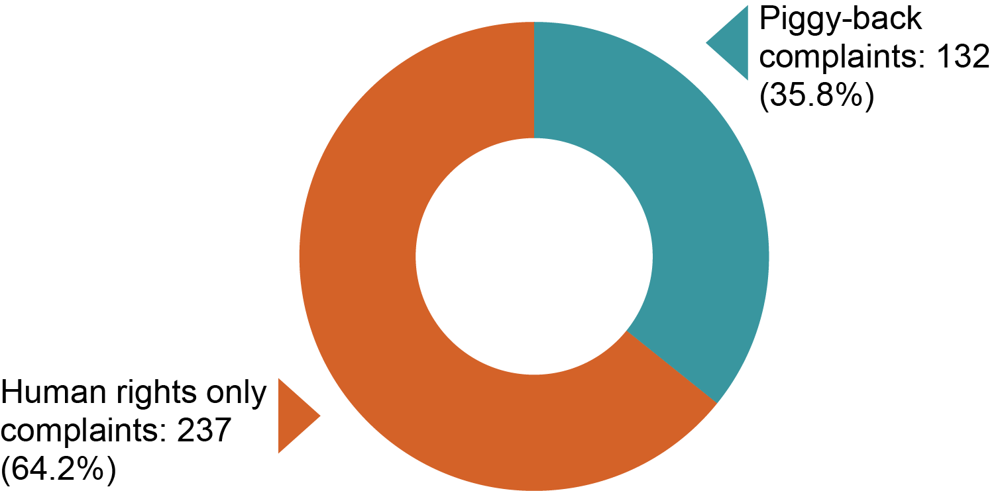 Piggy-back
complaints: 132
(35.8%)
Human rights only
complaints: 237
(64.2%)